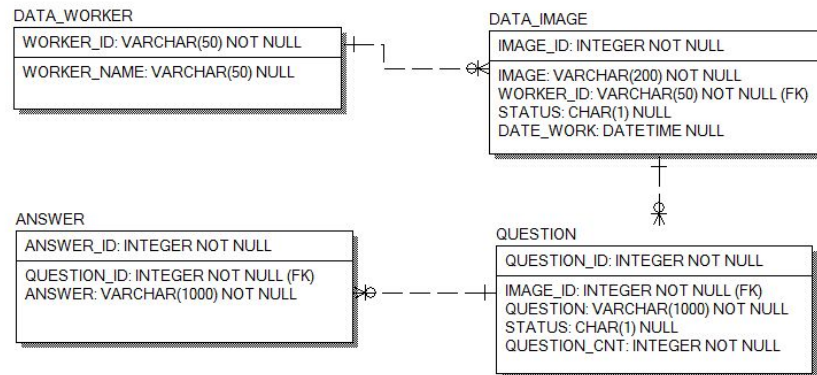 DATA_WORKER
WORKER_ID: VARCHAR(50) NOT NULL
WORKER_NAME: VARCHAR(50) NULL
DATA_IMAGE
IMAGE_ID: INTEGER NOT NULL
IMAGE: VARCHAR(200) NOT NULL
WORKER_ID: VARCHAR(50) NOT NULL (FK)
STATUS: CHAR(1) NULL
DATE_WORK: DATETIME NULL
ANSWER
ANSWER_ID: INTEGER NOT NULL
QUESTION_ID: INTEGER NOT NULL (FK)
ANSWER: VARCHAR(1000) NOT NULL
QUESTION
QUESTION_ID: INTEGER NOT NULL
IMAGE_ID: INTEGER NOT NULL (FK)
QUESTION: VARCHAR(1000) NOT NULL
STATUS: CHAR(1) NULL
QUESTION_CNT: INTEGER NOT NULL